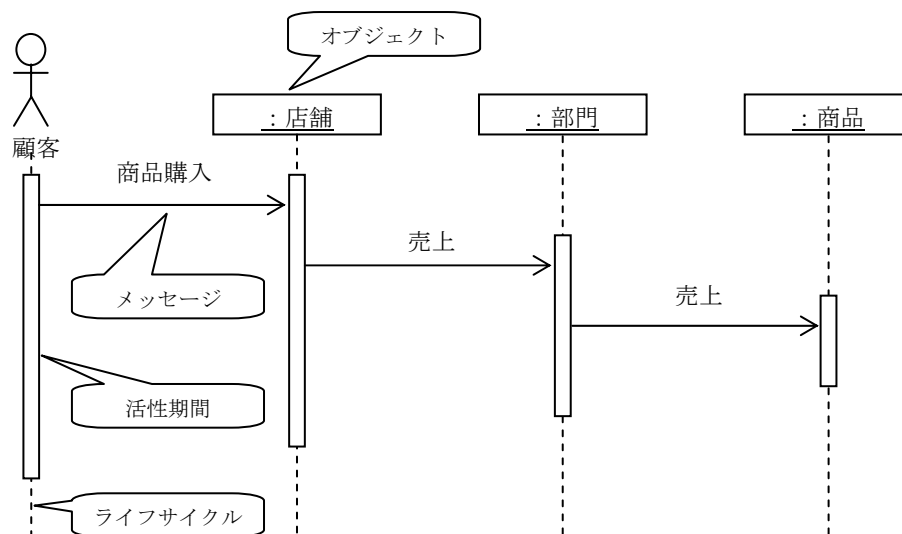 オブジェクト
：店舗
：部門
：商品
顧客
商品購入
売上
メッセージ
売上
活性期間
ライフサイクル